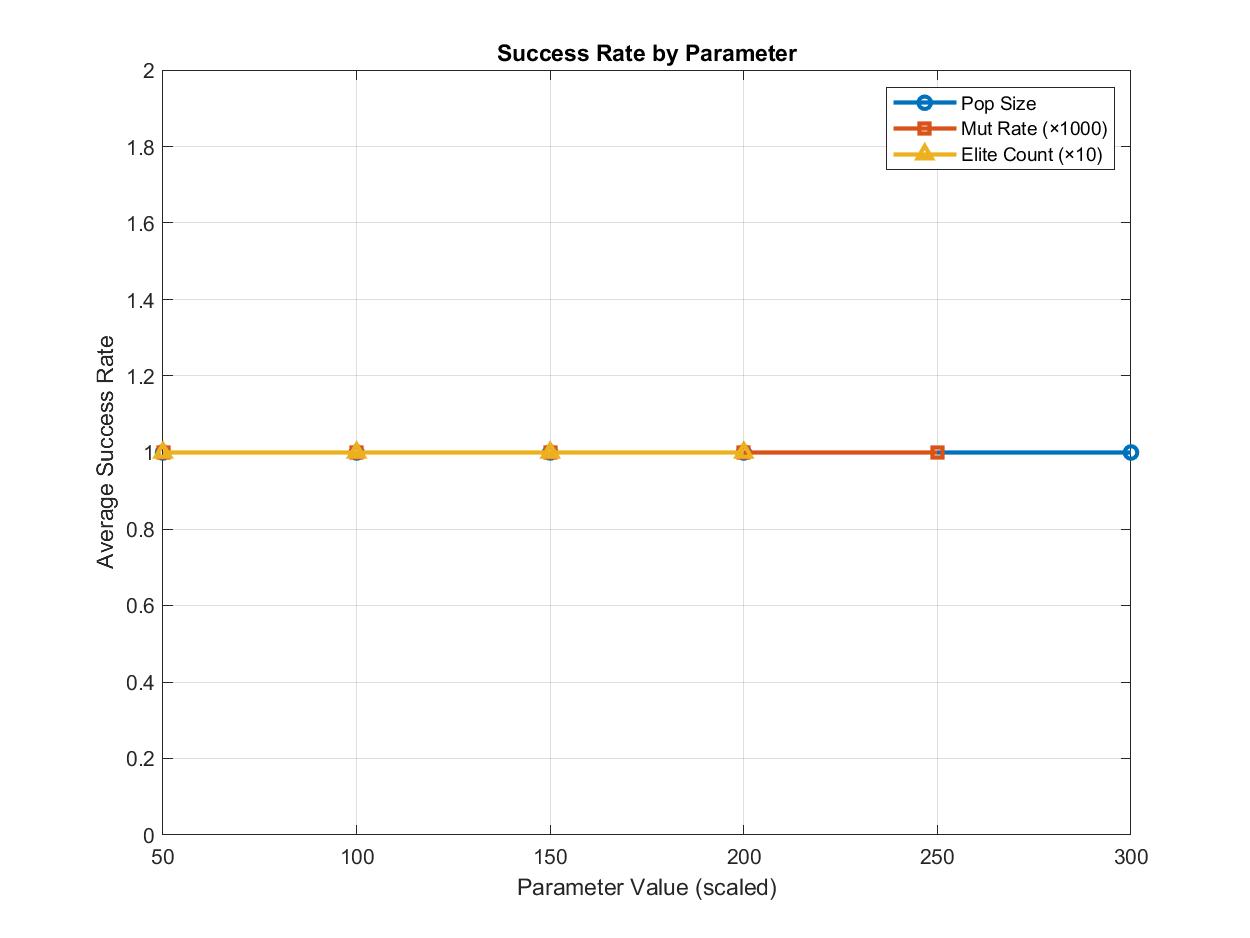 Success Rate by Parameter
2
1.8
1.6
1.4
1.2
1
0.8
0.6
0.4
0.2
0
Average Success Rate
Pop Size
Mut Rate (×1000)
Elite Count (×10)
50 100 150 200 250 300
Parameter Value (scaled)